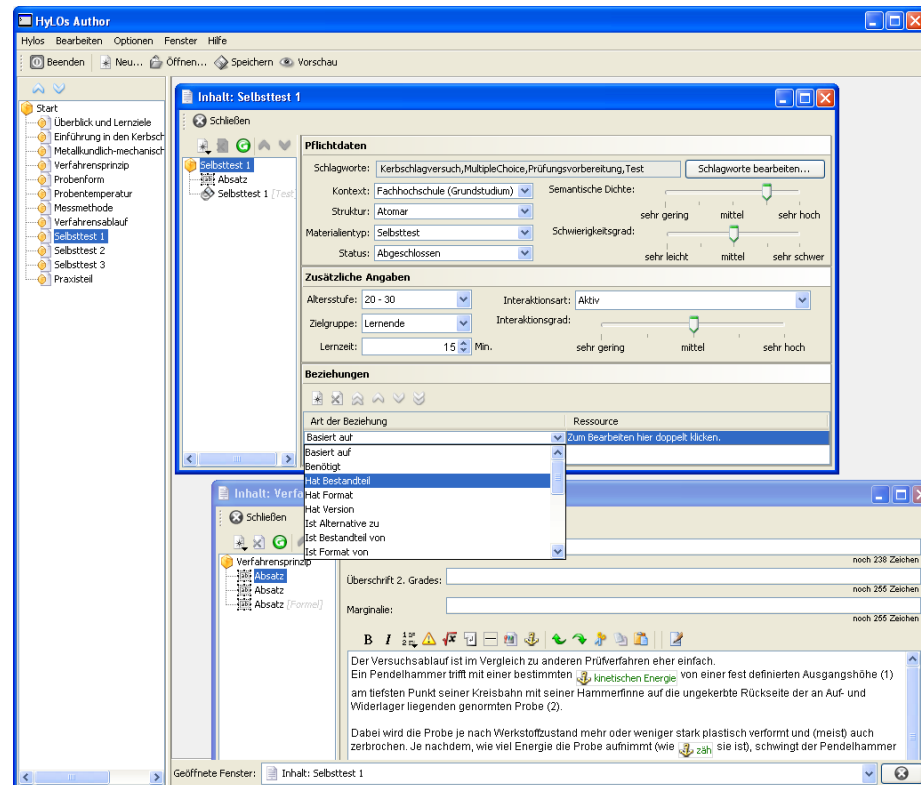 HyLOs Author
Hylos Bearbeiten Optionen Fenster Hilfe
Beenden Neu... Öffnen... Speichern Vorschau
Start
Überblick und Lernziele
Einführung in den Kerbsch
Metallkundlich-mechanisch
Verfahrensprinzip
Probenform
Probentemperatur
Messmethode
Verfahrensablauf
Selbsttest 1
Selbsttest 2
Selbsttest 3
Praxisteil
Inhalt: Selbsttest 1
Schließen
Selbsttest 1
Absatz
Selbsttest 1 [Test
Pflichtdaten
Schlagworte: Kerbschlagversuch,MultipleChoice,Prüfungsvorbereitung,Test Schlagworte bearbeiten...
Kontext: Fachhochschule (Grundstudium) Semantische Dichte:
Struktur: Atomar sehr gering mittel sehr hoch
Materialientyp: Selbsttest Schwierigkeitsgrad:
Status: Abgeschlossen sehr leicht mittel sehr schwer
Zusätzliche Angaben
Altersstufe: 20 - 30 Interaktionsart: Aktiv
Zielgruppe: Lernende Interaktionsgrad:
Lernzeit: 15 Min. sehr gering mittel sehr hoch
Beziehungen
Art der Beziehung Ressource
Basiert auf Zum Bearbeiten hier doppelt klicken.
Basiert auf
Benötigt
Hat Bestandteil
Hat Format
Hat Version
Ist Alternative zu
Ist Bestandteil von
Ist Format von
Inhalt: Verfa
Schließen
Verfahrensprinzip
Absatz
Absatz
Absatz [Formel]
noch 238 Zeichen
Überschrift 2. Grades:
noch 255 Zeichen
Marginalie:
noch 255 Zeichen
B I
Der Versuchsablauf ist im Vergleich zu anderen Prüfverfahren eher einfach.
Ein Pendelhammer trifft mit einer bestimmten kinetischen Energie von einer fest definierten Ausgangshöhe (1)
am tiefsten Punkt seiner Kreisbahn mit seiner Hammerfinne auf die ungekerbte Rückseite der an Auf- und
Widerlager liegenden genormten Probe (2).
Dabei wird die Probe je nach Werkstoffzustand mehr oder weniger stark plastisch verformt und (meist) auch
zerbrochen. Je nachdem, wie viel Energie die Probe aufnimmt (wie zäh sie ist), schwingt der Pendelhammer
Geöffnete Fenster: Inhalt: Selbsttest 1